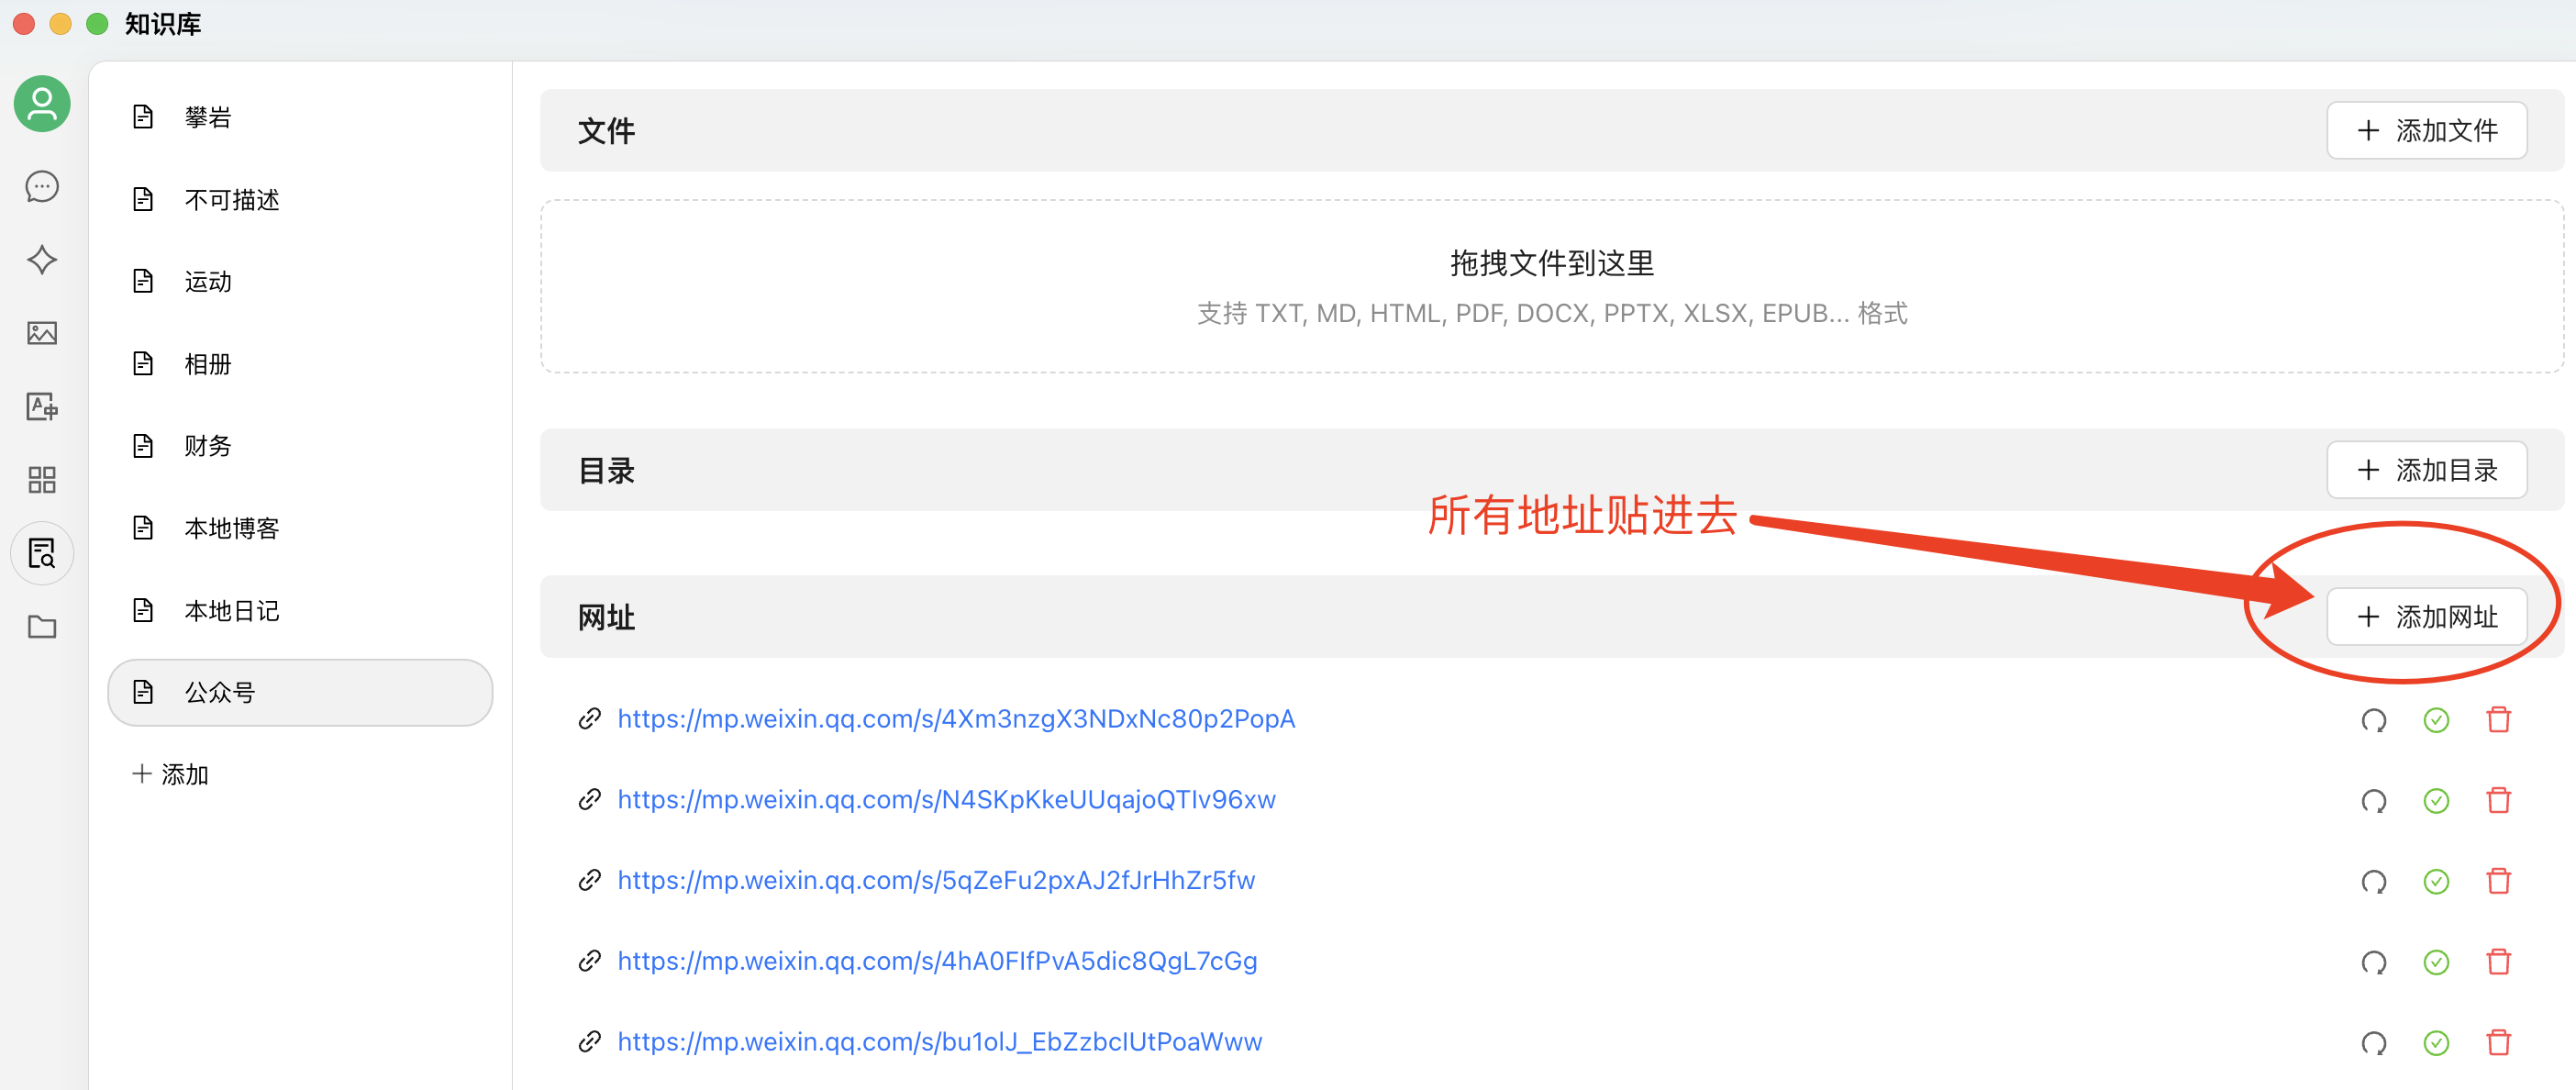 知识库
攀岩
不可描述
运动
相册
财务
本地博客
本地日记
公众号
添加
文件
添加文件
拖拽文件到这里
支持 TXT, MD, HTML, PDF, DOCX, PPTX, XLSX, EPUB... 格式
目录
添加目录
所有地址贴进去
网址
添加网址
https://mp.weixin.qq.com/s/4Xm3nzgX3NDxNc80p2PopA
https://mp.weixin.qq.com/s/N4SKpKkeUUqajoQTIv96xw
https://mp.weixin.qq.com/s/5qZeFu2pxAJ2fJrHhZr5fw
https://mp.weixin.qq.com/s/4hA0FIfPvA5dic8QgL7cGg
https://mp.weixin.qq.com/s/bu1olJ_EbZzbcIUtPoaWww